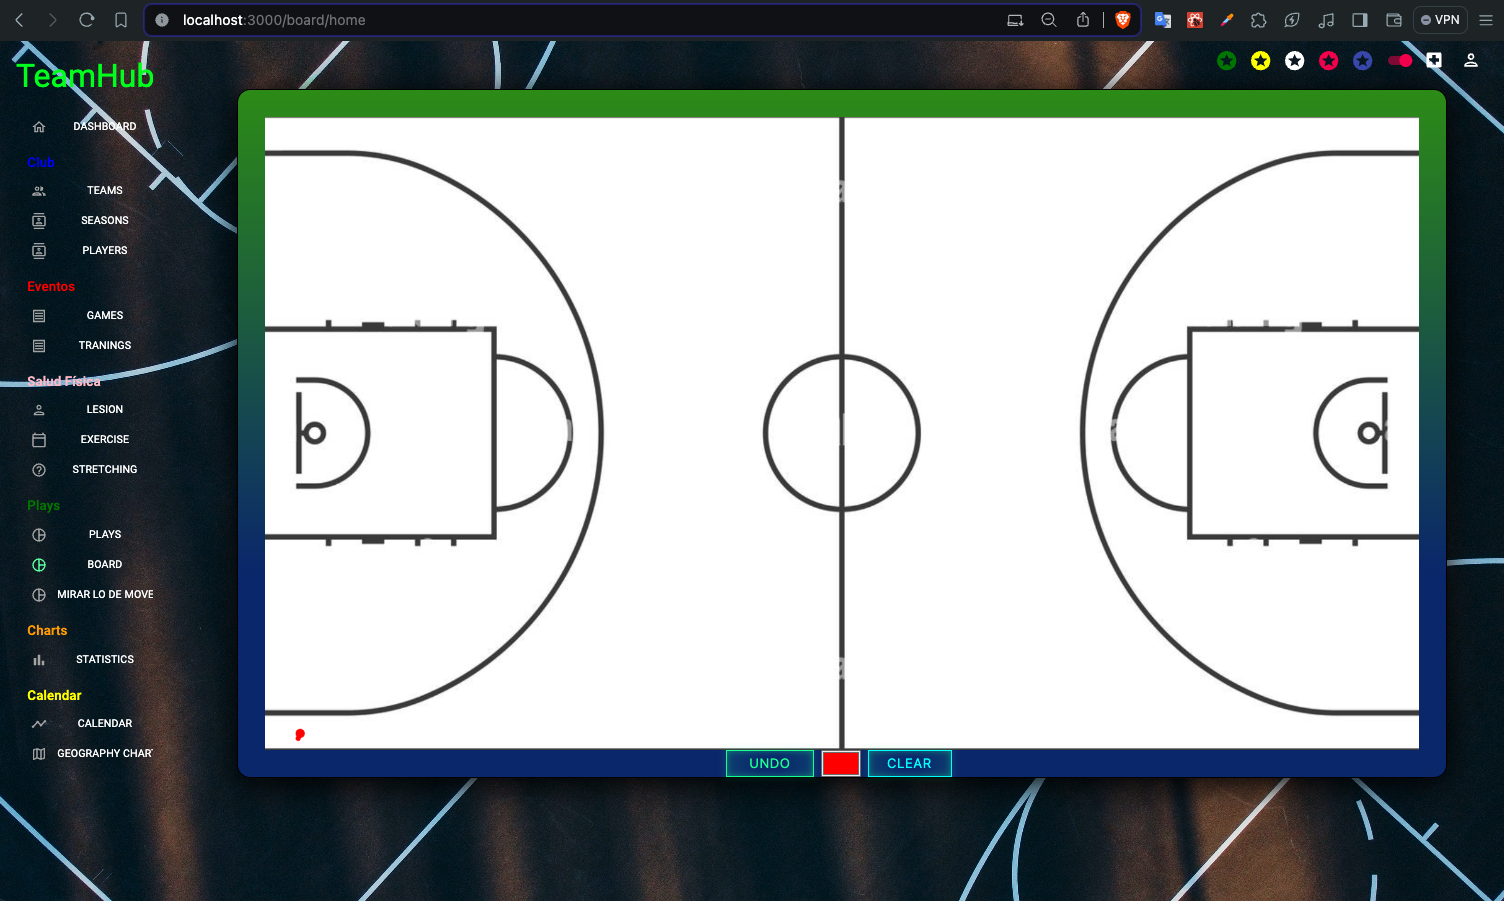 localhost:3000/board/home
VPN
TeamHub
DASHBOARD
Club
TEAMS
SEASONS
PLAYERS
Eventos
GAMES
TRANINGS
Salud Física
LESION
EXERCISE
STRETCHING
Plays
PLAYS
BOARD
MIRAR LO DE MOVE
Charts
STATISTICS
Calendar
CALENDAR
GEOGRAPHY CHAR
UNDO
CLEAR